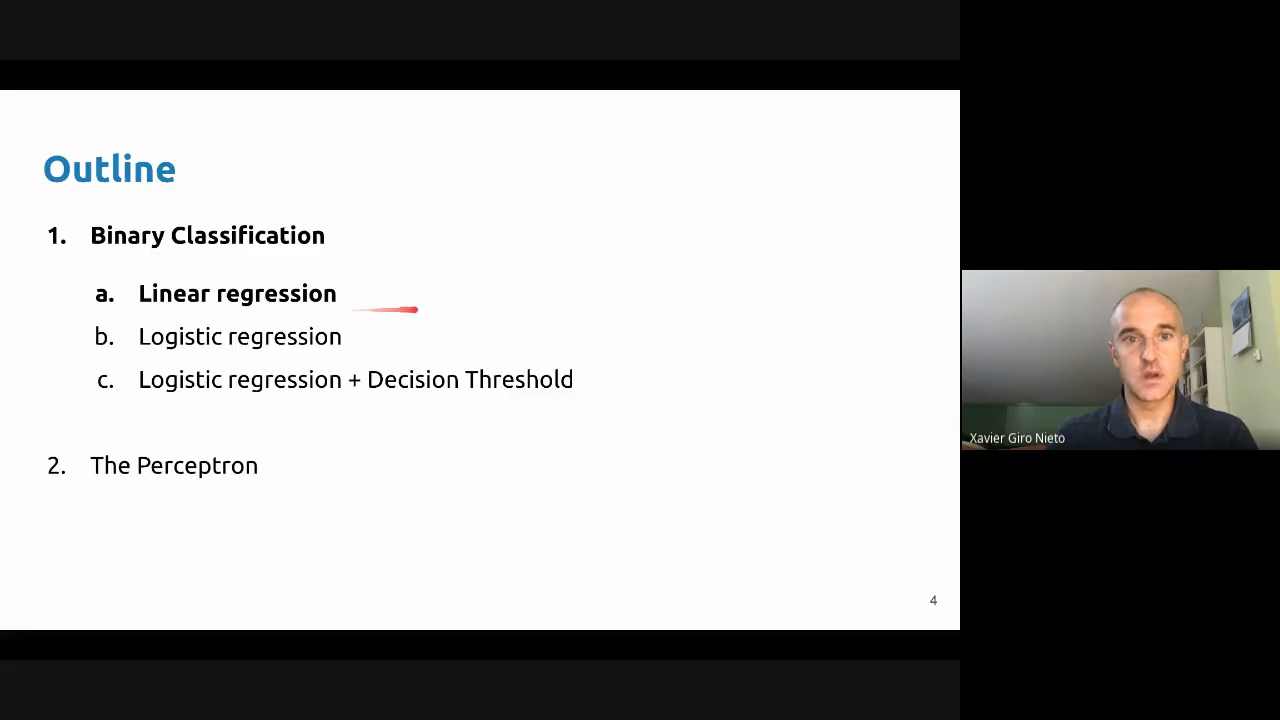 Outline
1. Binary Classification
a. Linear regression
b. Logistic regression
c. Logistic regression + Decision Threshold
2. The Perceptron
4
Xavier Giro Nieto